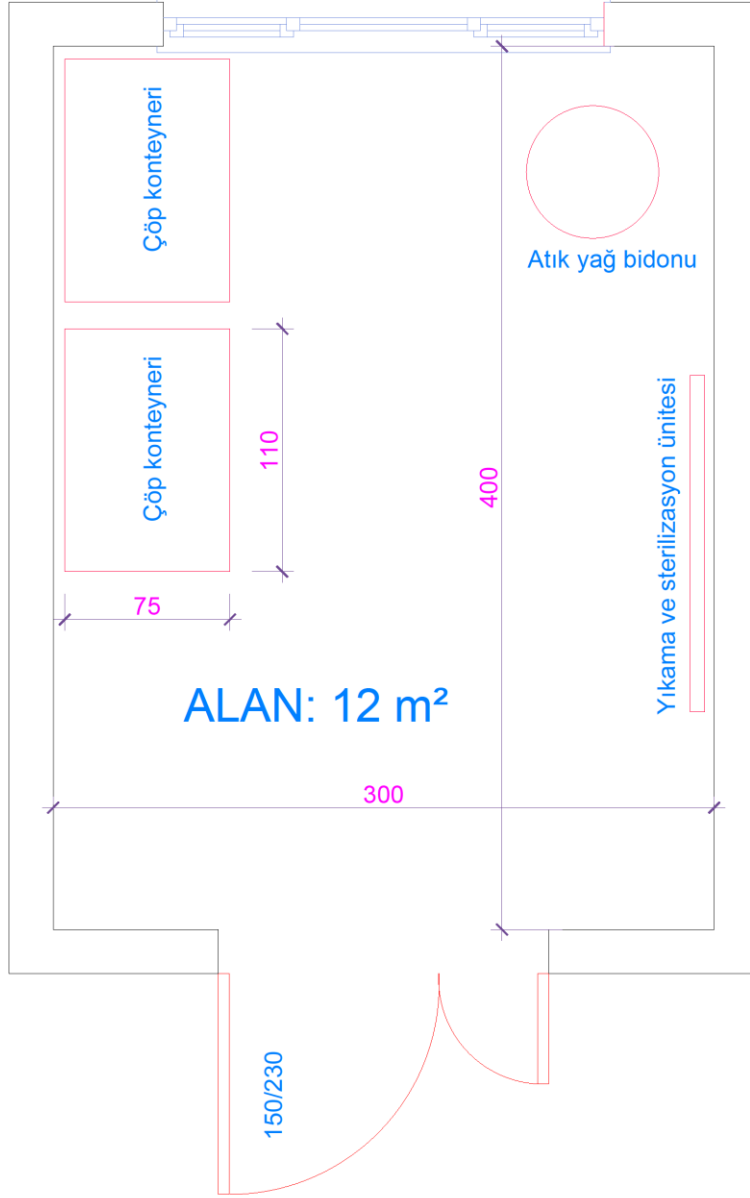 Çöp konteyneri
Atık yağ bidonu
Çöp konteyneri
110
400
Yıkama ve sterilizasyon ünitesi
75
ALAN: 12 m²
300
150/230